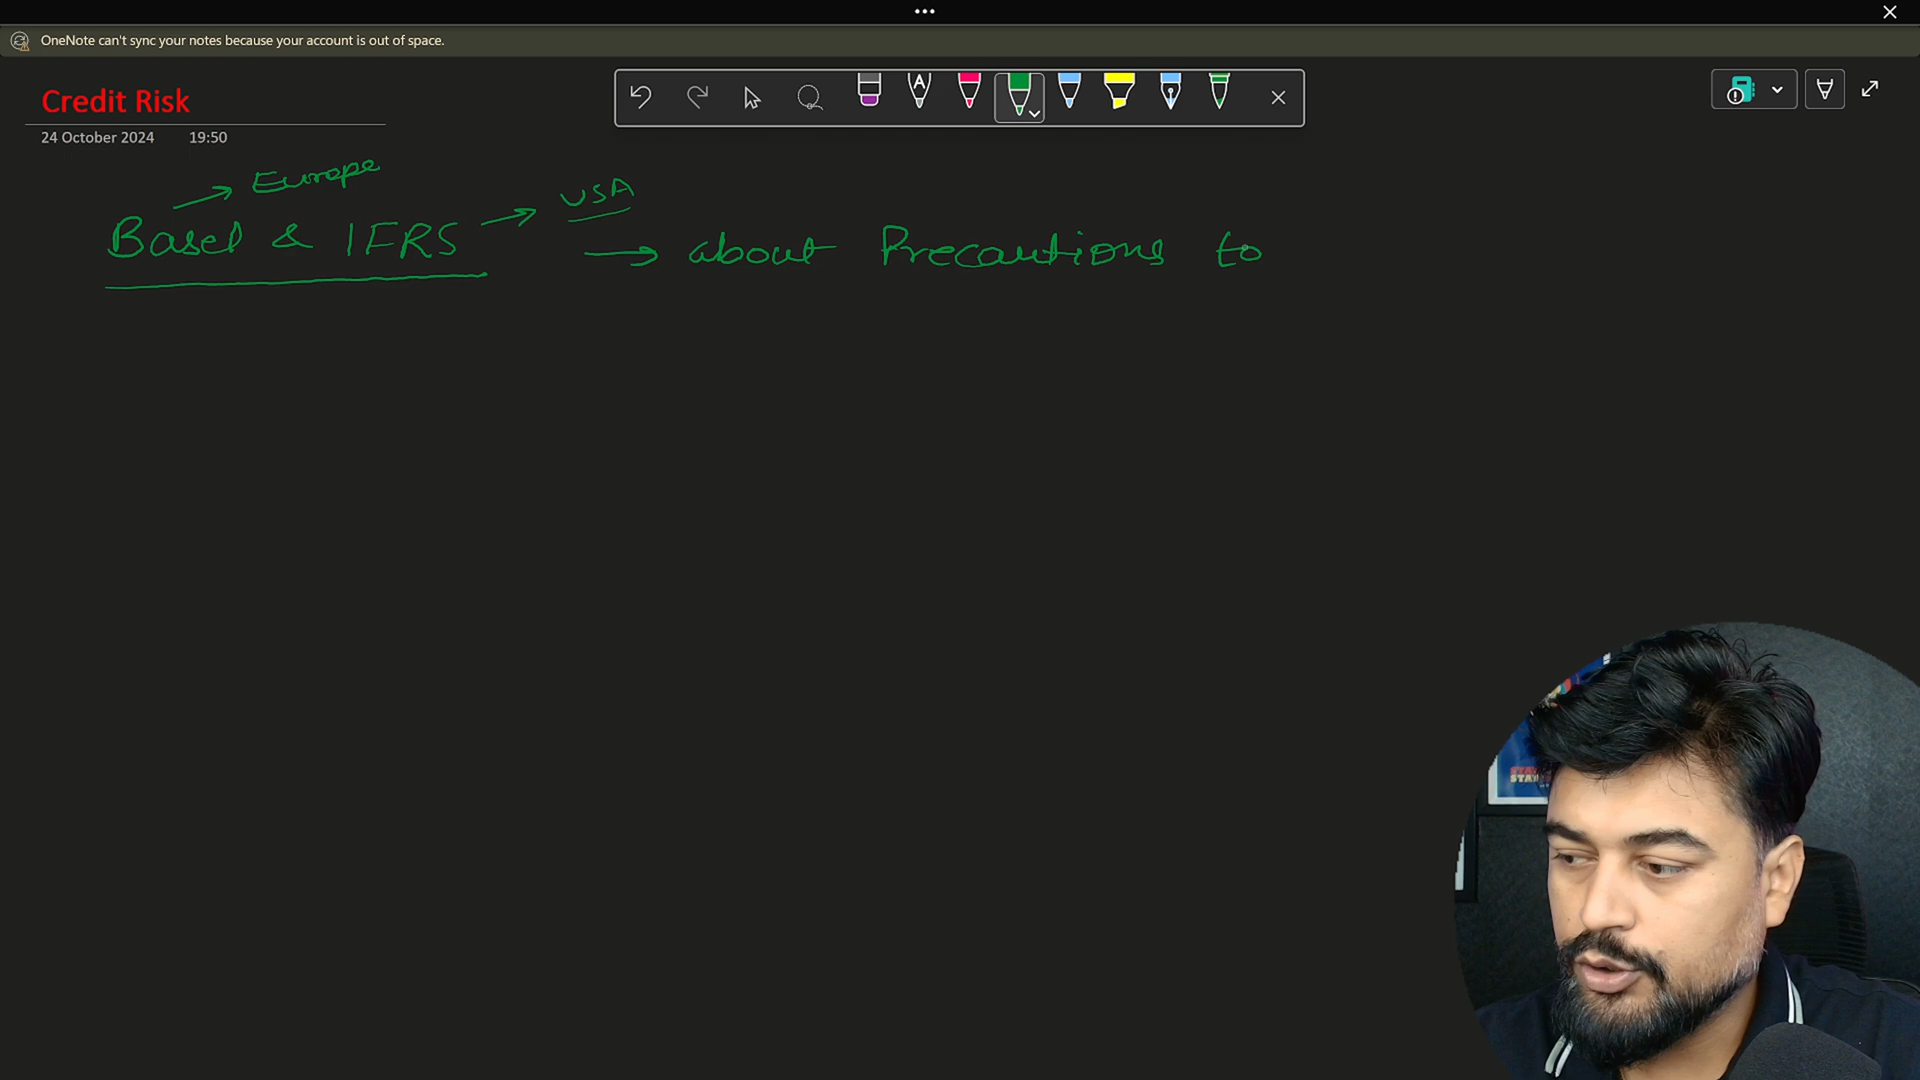 OneNote can't sync your notes because your account is out of space.
Credit Risk
24 October 2024 19:50
Europe
USA
Basel & IFRS
about Precautions to